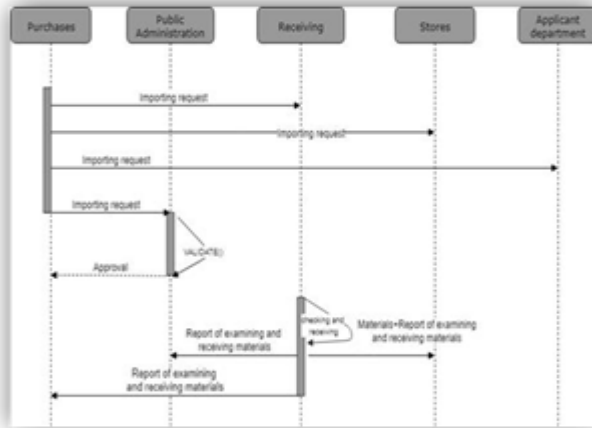 Purchases
Public
Administration
Receiving
Stores
Applicant
department
Importing request
Importing request
Importing request
Importing request
VALIDATE()
Approval
checking and
receiving
Materials+Report of examining
and receiving materials
Report of examining and
receiving materials
Report of examining
and receiving materials